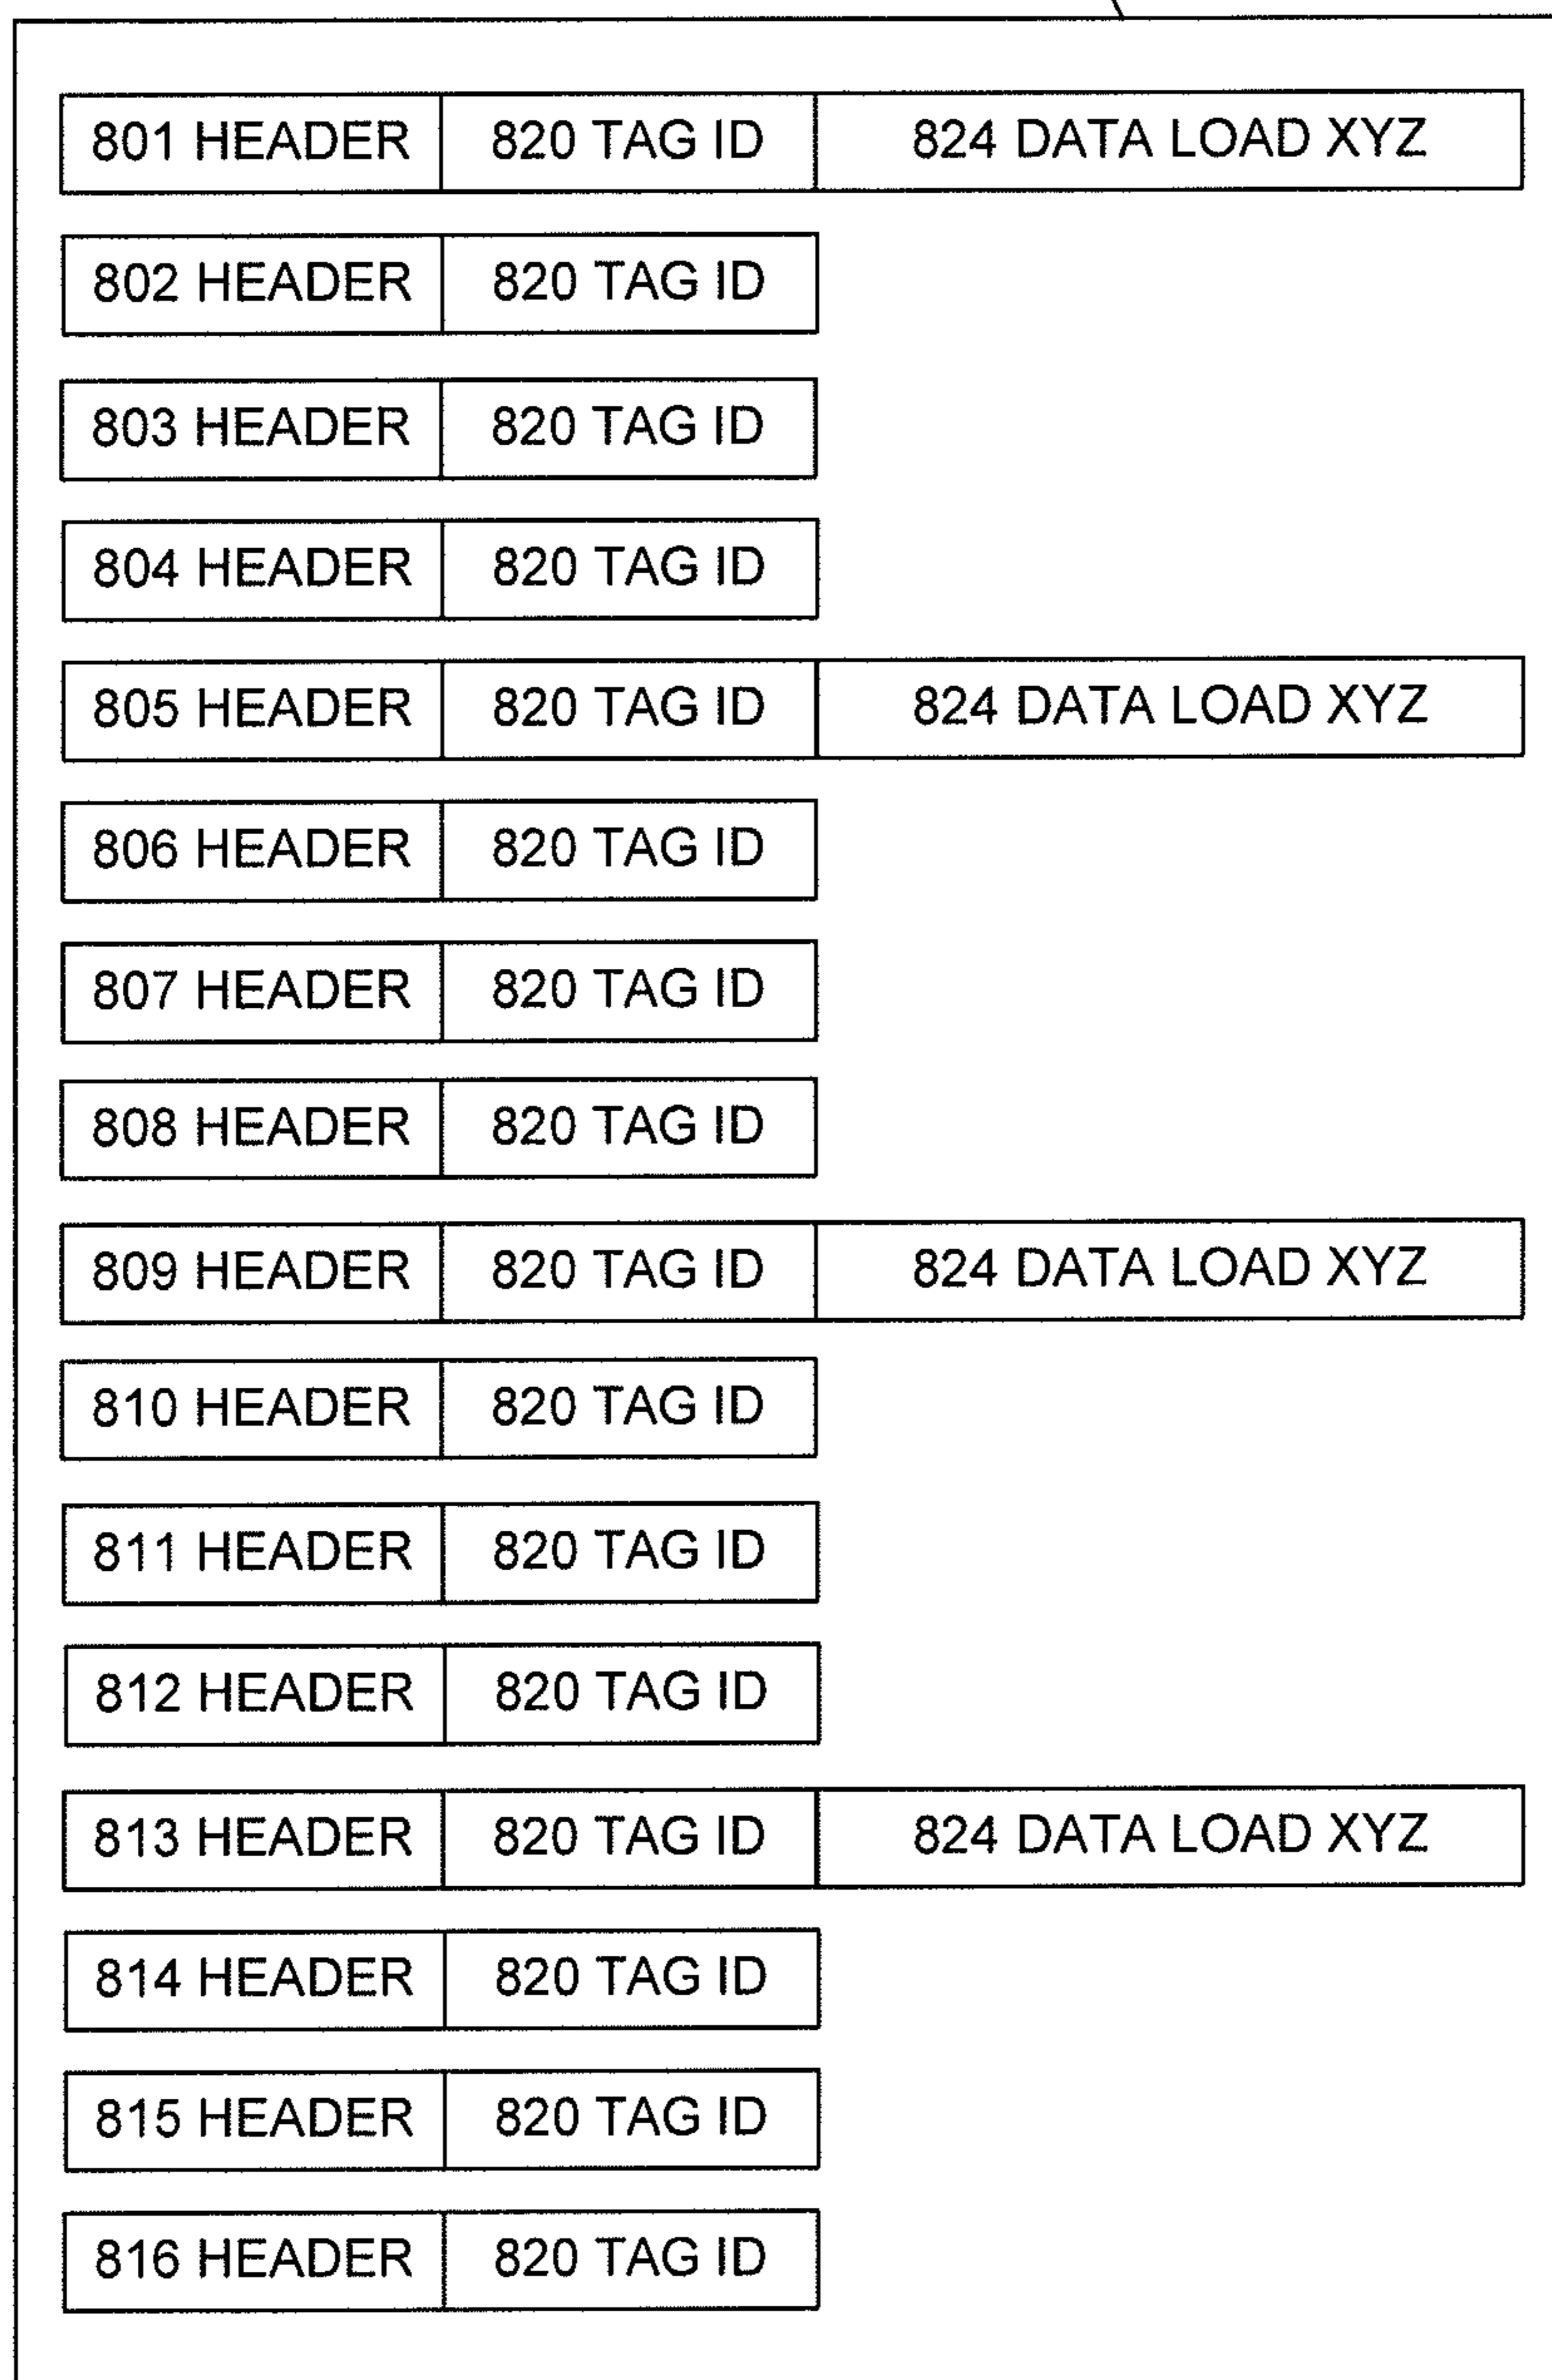 801 HEADER 820 TAG ID 824 DATA LOAD XYZ
802 HEADER 820 TAG ID
803 HEADER 820 TAG ID
804 HEADER 820 TAG ID
805 HEADER 820 TAG ID 824 DATA LOAD XYZ
806 HEADER 820 TAG ID
807 HEADER 820 TAG ID
808 HEADER 820 TAG ID
809 HEADER 820 TAG ID 824 DATA LOAD XYZ
810 HEADER 820 TAG ID
811 HEADER 820 TAG ID
812 HEADER 820 TAG ID
813 HEADER 820 TAG ID 824 DATA LOAD XYZ
814 HEADER 820 TAG ID
815 HEADER 820 TAG ID
816 HEADER 820 TAG ID